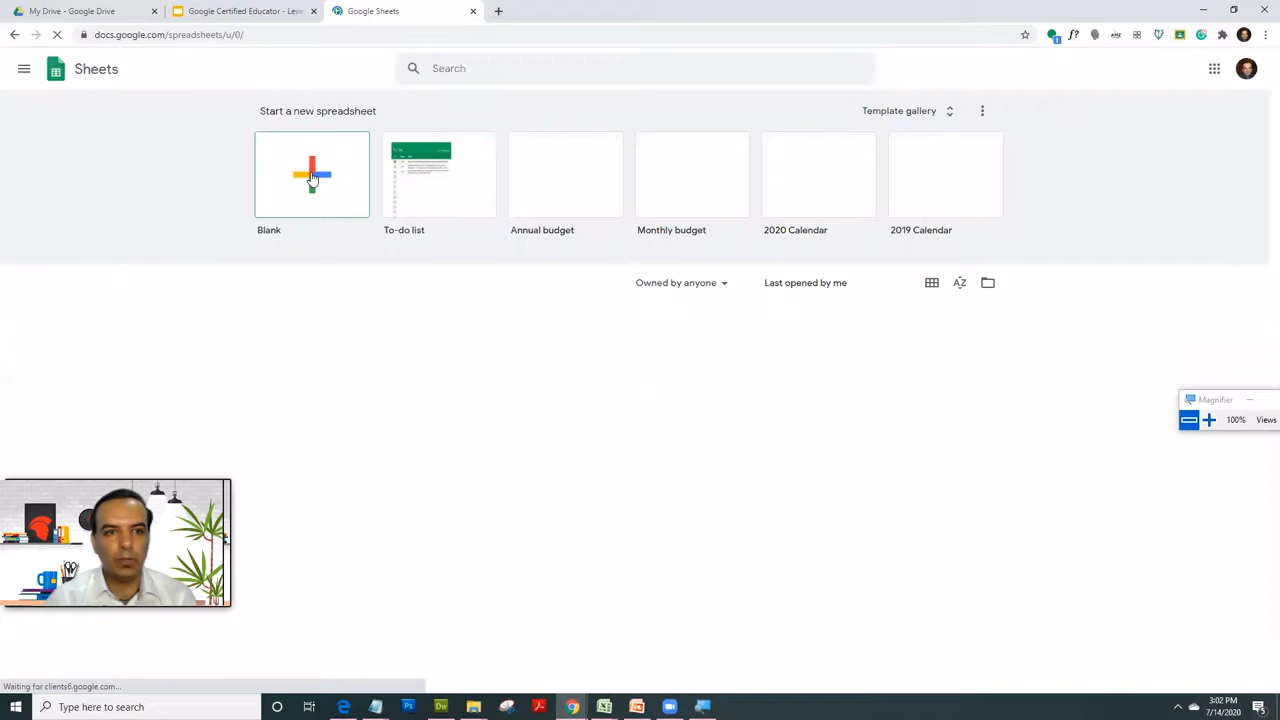 My Drive - Google Drive
Google Certified Educator - Leve
Google Sheets
docs.google.com/spreadsheets/u/0/
Sheets
Search
Start a new spreadsheet
Template gallery
Blank
To-do list
Annual budget
Monthly budget
2020 Calendar
2019 Calendar
Owned by anyone
Last opened by me
Magnifier
100%
Views
Waiting for clients6.google.com...
Type here to search
3:02 PM
7/14/2020